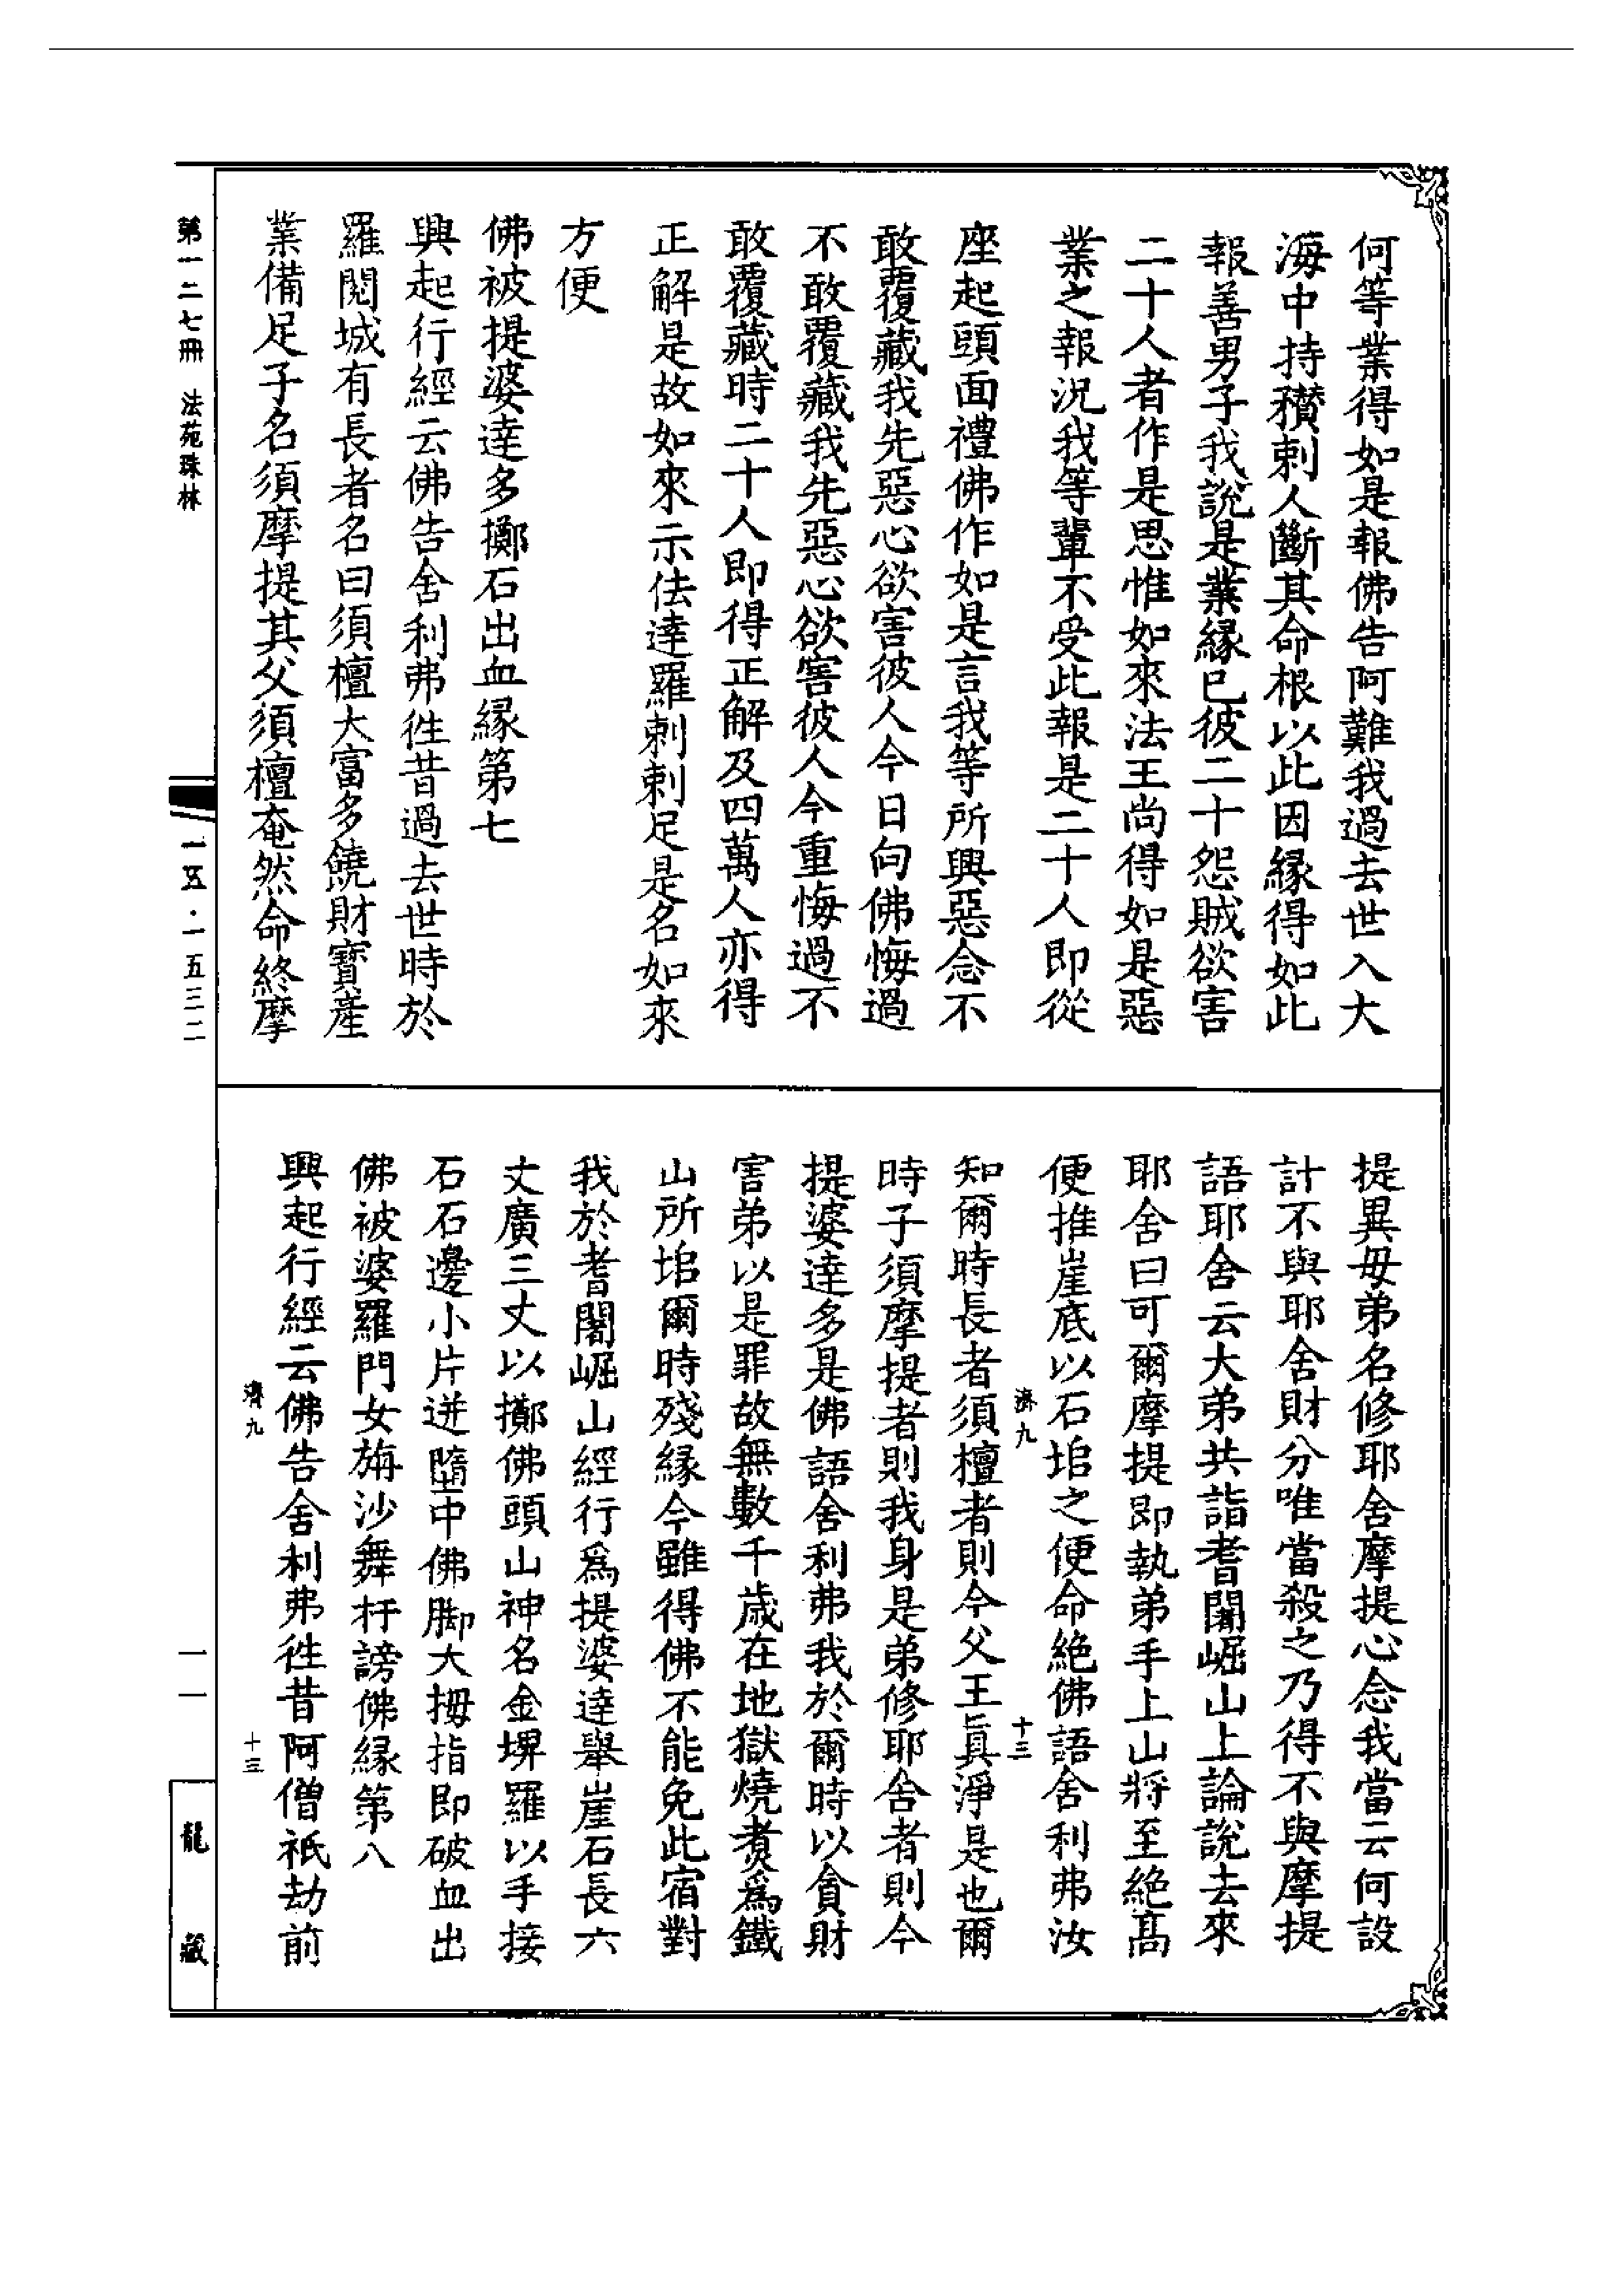 何等業得如是報佛告阿難我過去世入大
海中持穳刺人斷其命根以此因緣得如此
報善男子我說是業緣已彼二十怨賊欲害
二十人者作是思惟如來法王尚得如是惡
業之報況我等輩不受此報是二十人即從
座起頭面禮佛作如是言我等所興惡念不
敢覆藏我先惡心欲害彼人今日向佛悔過
不敢覆藏我先惡心欲害彼人今重悔過不
敢覆藏時二十人即得正解及四萬人亦得
正解是故如來示佉達羅刺刺足是名如來
方便
佛被提婆達多擲石出血緣第七
興起行經云佛告舍利弗徃昔過去世時於
羅閱城有長者名曰須檀大富多饒財寶產
業備足子名須摩提其父須檀奄然命終摩
提異毋弟名修耶舍摩提心念我當云何設
計不與耶舍財分唯當殺之乃得不與摩提
語耶舍云大弟共詣耆闍崛山上論說去來
耶舍曰可爾摩提即執弟手上山將至絕高
便推崖底以石埳之便命絕佛語舍利弗汝
知爾時長者須檀者則今父王真淨是也爾
時子須摩提者則我身是弟修耶舍者則今
提婆達多是佛語舍利弗我於爾時以貪財
害弟以是罪故無數千歲在地獄燒煑爲鐵
山所埳爾時殘緣今雖得佛不能免此宿對
我於耆闍崛山經行爲提婆達舉崖石長六
丈廣三丈以擲佛頭山神名金埤羅以手接
石石邊小片迸墮中佛脚大拇指即破血出
佛被婆羅門女旃沙舞杅謗佛緣第八
興起行經云佛告舍利弗徃昔阿僧祇劫前
濟九
十三
濟九
十三
第一二七冊 法苑珠林
一五·一五三二
一一
龍藏